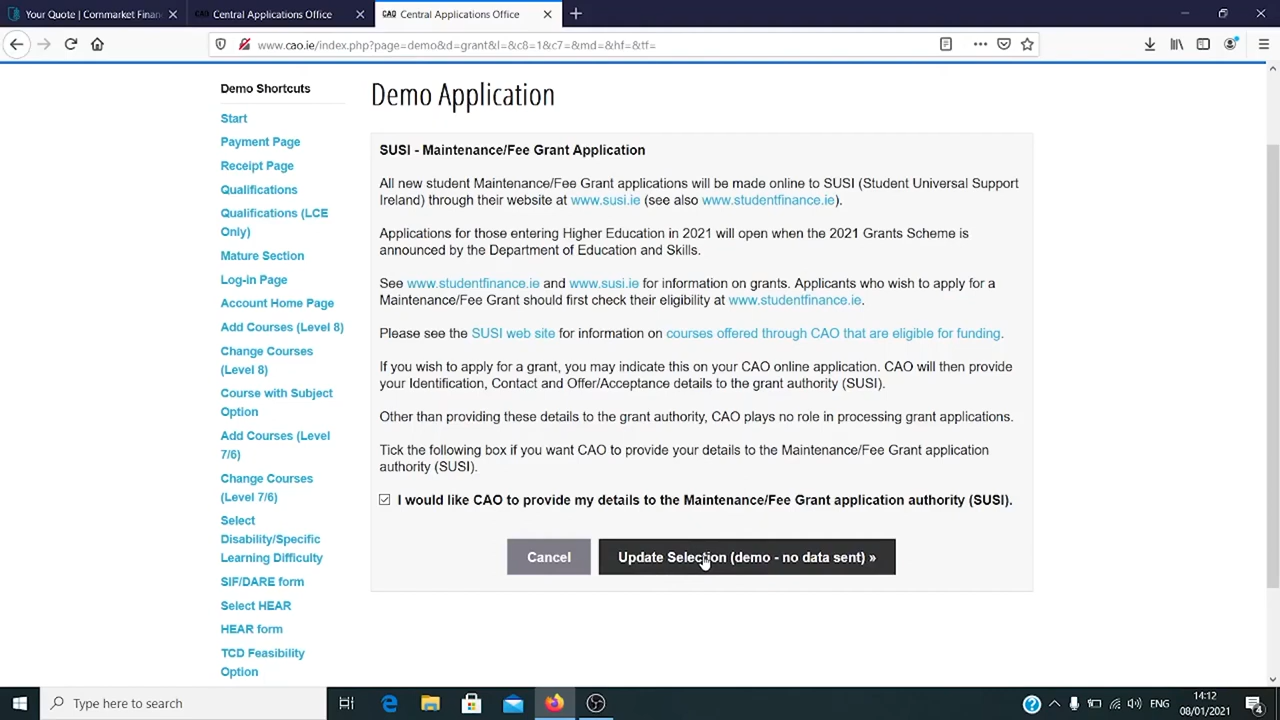 Your Quote | Cornmarket Finan
CAO Central Applications Office
CAO Central Applications Office
www.cao.ie/index.php?page=demo&d=grant&l=&c8=1&c7=&md=&hf=&tf=
Demo Shortcuts
Start
Payment Page
Receipt Page
Qualifications
Qualifications (LCE
Only)
Mature Section
Log-in Page
Account Home Page
Add Courses (Level 8)
Change Courses
(Level 8)
Course with Subject
Option
Add Courses (Level
7/6)
Change Courses
(Level 7/6)
Select
Disability/Specific
Learning Difficulty
SIF/DARE form
Select HEAR
HEAR form
TCD Feasibility
Option
Demo Application
SUSI - Maintenance/Fee Grant Application
All new student Maintenance/Fee Grant applications will be made online to SUSI (Student Universal Support
Ireland) through their website at www.susi.ie (see also www.studentfinance.ie).
Applications for those entering Higher Education in 2021 will open when the 2021 Grants Scheme is
announced by the Department of Education and Skills.
See www.studentfinance.ie and www.susi.ie for information on grants. Applicants who wish to apply for a
Maintenance/Fee Grant should first check their eligibility at www.studentfinance.ie.
Please see the SUSI web site for information on courses offered through CAO that are eligible for funding.
If you wish to apply for a grant, you may indicate this on your CAO online application. CAO will then provide
your Identification, Contact and Offer/Acceptance details to the grant authority (SUSI).
Other than providing these details to the grant authority, CAO plays no role in processing grant applications.
Tick the following box if you want CAO to provide your details to the Maintenance/Fee Grant application
authority (SUSI).
I would like CAO to provide my details to the Maintenance/Fee Grant application authority (SUSI).
Cancel
Update Selection (demo - no data sent) »
Type here to search
ENG
14:12
08/01/2021
4